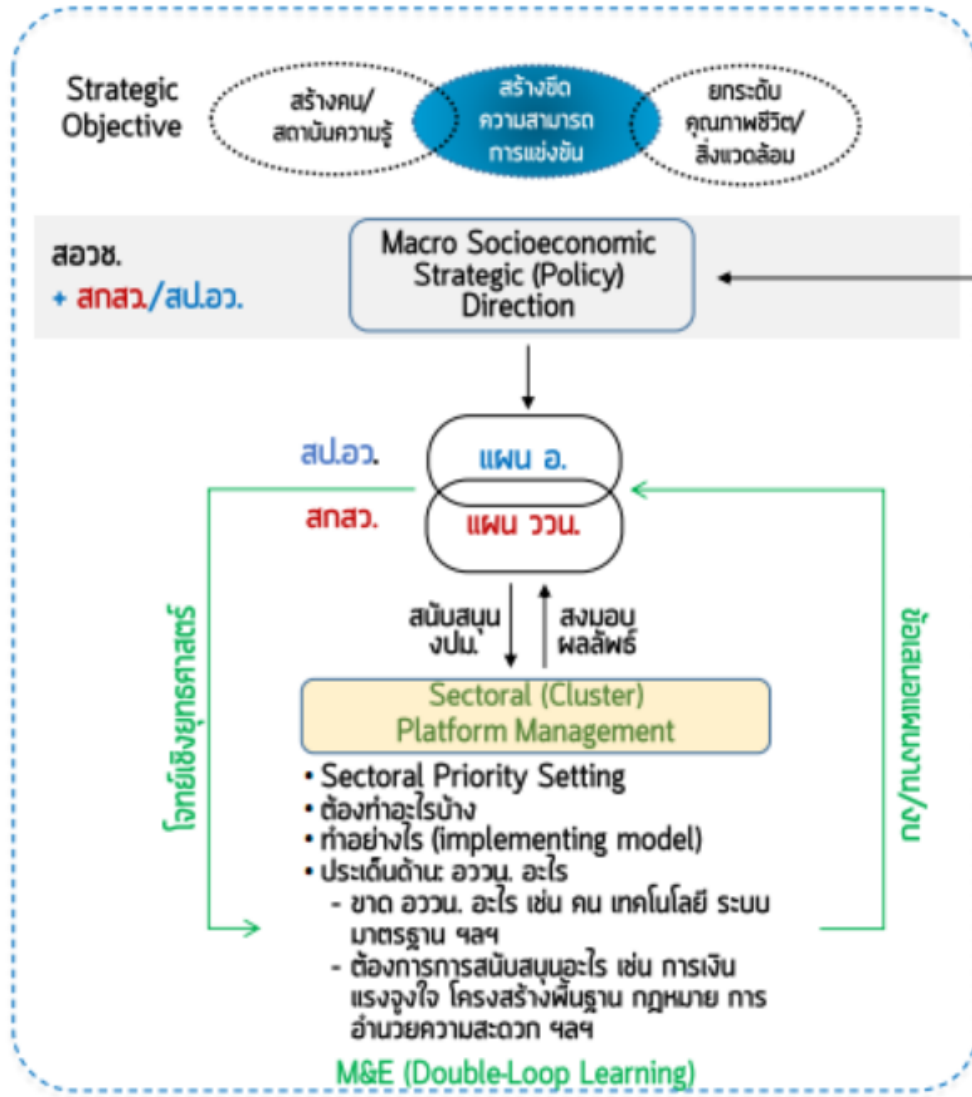 Strategic
Objective
สร้างคน/
สถาบันความรู้
สร้างขีด
ความสามารถ
การแข่งขัน
ยกระดับ
คุณภาพชีวิต/
สิ่งแวดล้อม
สอวช.
+ สกสว./สป.อว.
Macro Socioeconomic
Strategic (Policy)
Direction
สป.อว.
แผน อ.
สกสว.
แผน ววน.
สนับสนุน
งปม.
สงมอบ
ผลลัพธ์
โจทย์เชิงยุทธศาสตร์
ข้อเสนอแผนงาน/งบ
Sectoral (Cluster)
Platform Management
• Sectoral Priority Setting
• ต้องทำอะไรบ้าง
• ทำอย่างไร (implementing model)
• ประเด็นด้าน: อววน. อะไร
- ขาด อววน. อะไร เช่น คน เทคโนโลยี ระบบ
มาตรฐาน ฯลฯ
- ต้องการการสนับสนุนอะไร เช่น การเงิน
แรงจูงใจ โครงสร้างพื้นฐาน กฎหมาย การ
อำนวยความสะดวก ฯลฯ
M&E (Double-Loop Learning)